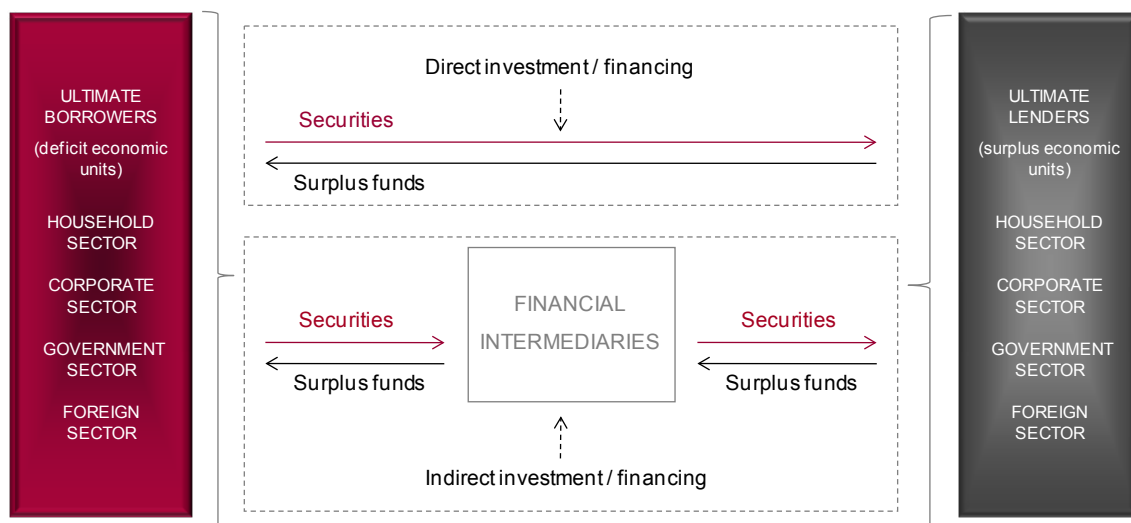 ULTIMATE
BORROWERS
(deficit economic
units)
HOUSEHOLD
SECTOR
CORPORATE
SECTOR
GOVERNMENT
SECTOR
FOREIGN
SECTOR
Direct investment / financing
Securities
Surplus funds
FINANCIAL
INTERMEDIARIES
Securities
Surplus funds
Securities
Surplus funds
Indirect investment / financing
ULTIMATE
LENDERS
(surplus economic
units)
HOUSEHOLD
SECTOR
CORPORATE
SECTOR
GOVERNMENT
SECTOR
FOREIGN
SECTOR